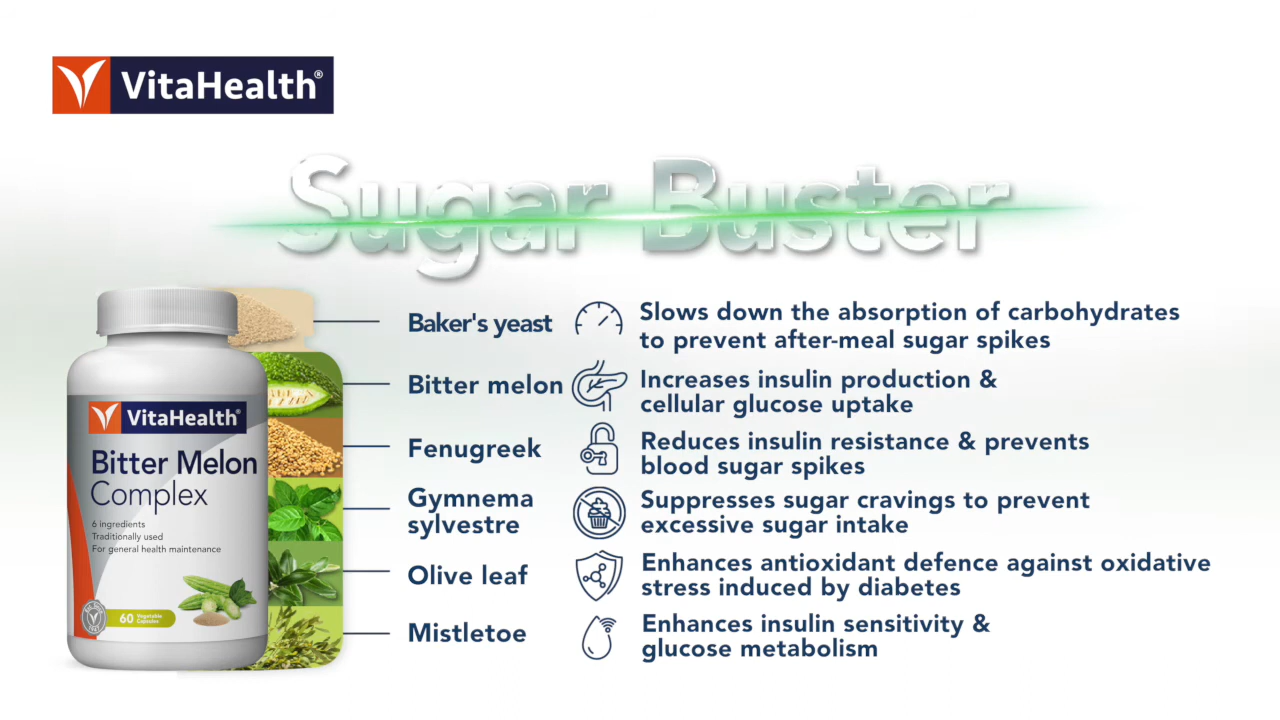 VitaHealth®
Sugar Buster
Baker's yeast
Slows down the absorption of carbohydrates
to prevent after-meal sugar spikes
Bitter melon
Increases insulin production &
cellular glucose uptake
Fenugreek
Reduces insulin resistance & prevents
blood sugar spikes
Gymnema
sylvestre
Suppresses sugar cravings to prevent
excessive sugar intake
Olive leaf
Enhances antioxidant defence against oxidative
stress induced by diabetes
Mistletoe
Enhances insulin sensitivity &
glucose metabolism
VitaHealth®
Bitter Melon
Complex
6 ingredients
Traditionally used
For general health maintenance
60 Vegetable
Capsules